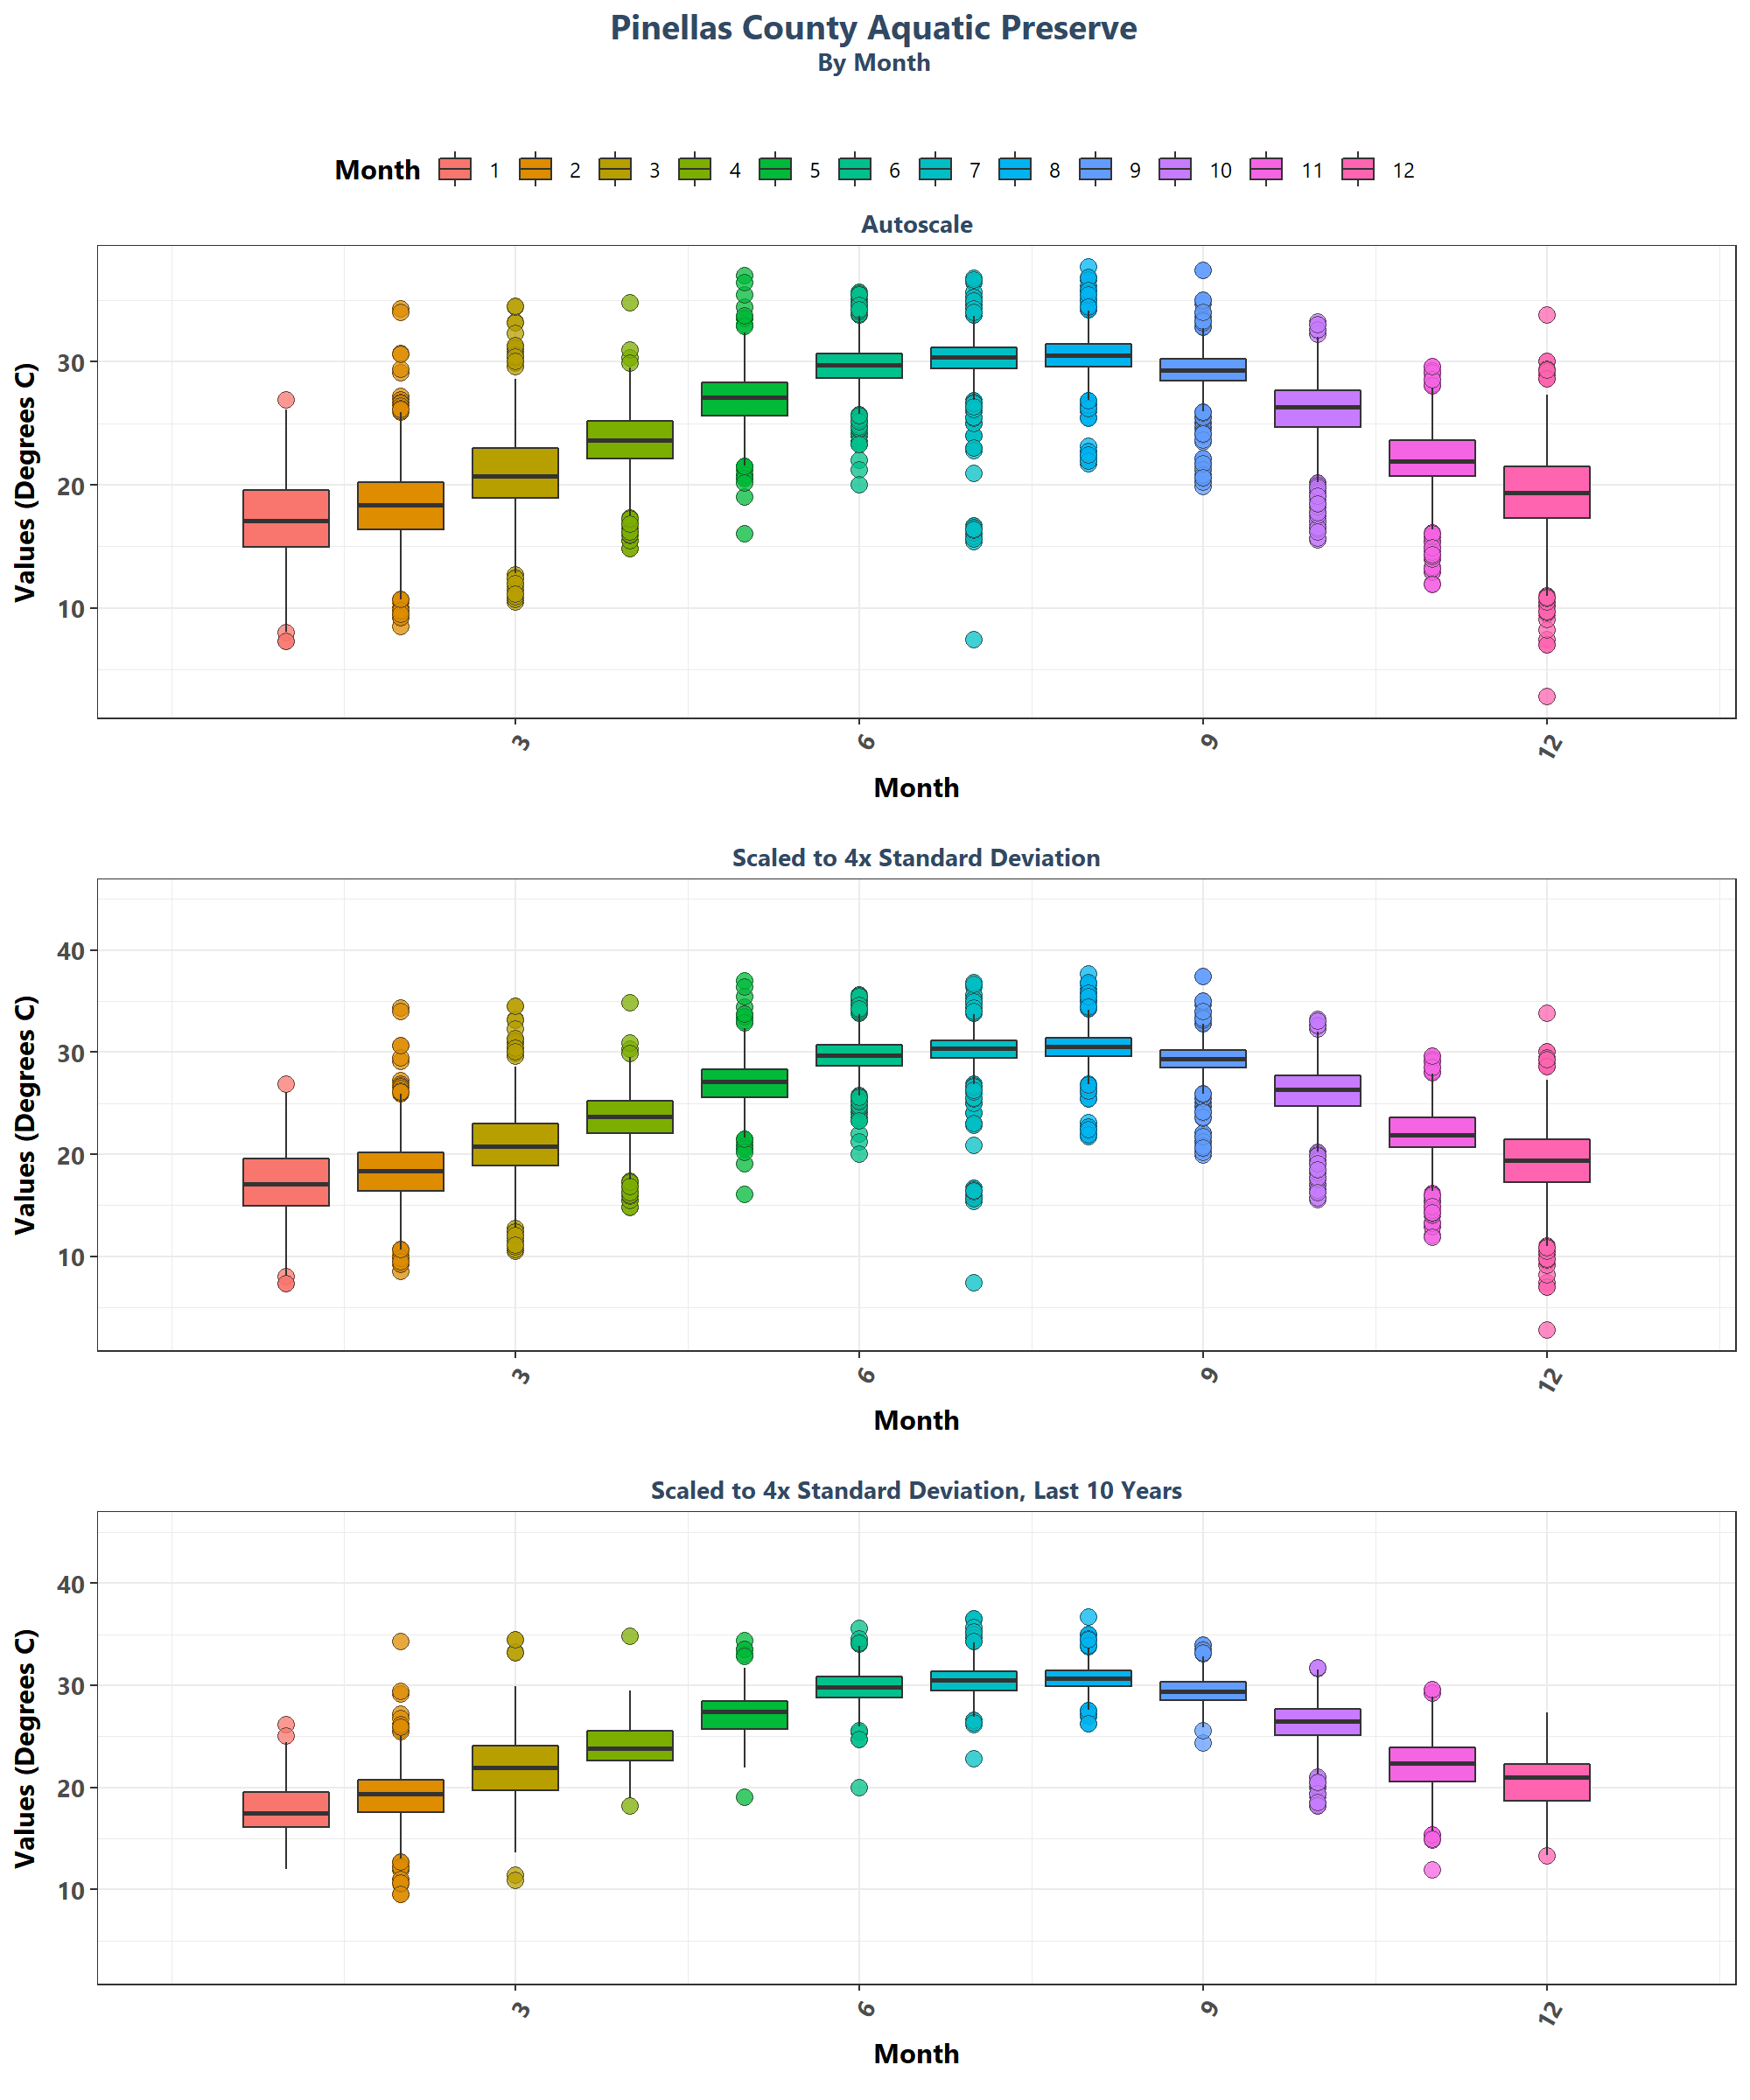 Pinellas County Aquatic Preserve
By Month
Month 1 2 3 4 5 6 7 8 9 10 11 12
Autoscale
Values (Degrees C)
30
20
10
3 6 9 12
Month
Scaled to 4x Standard Deviation
Values (Degrees C)
40
30
20
10
3 6 9 12
Month
Scaled to 4x Standard Deviation, Last 10 Years
Values (Degrees C)
40
30
20
10
3 6 9 12
Month